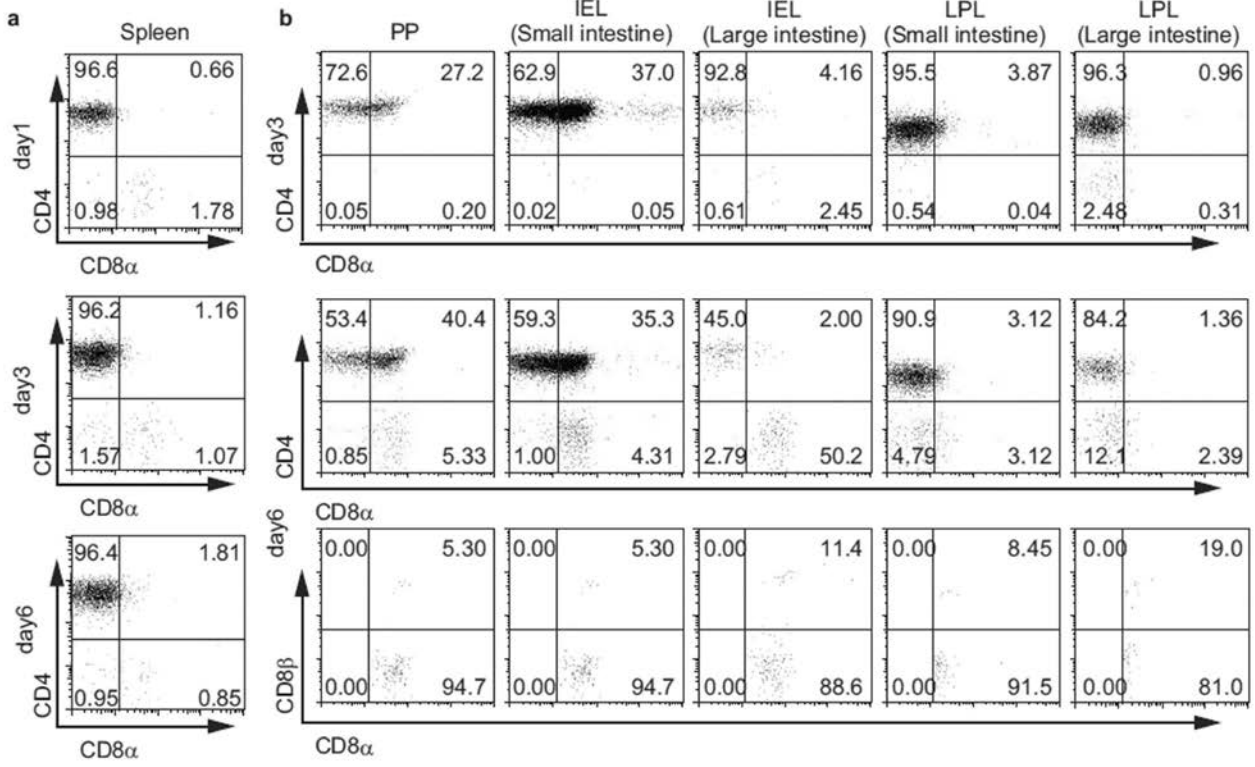 a
Spleen
96.6 0.66
0.98 1.78
day1
CD4
CD8α
96.2 1.16
1.57 1.07
day3
CD4
CD8α
96.4 1.81
0.95 0.85
day6
CD4
CD8α
b
PP
IEL
(Small intestine)
IEL
(Large intestine)
LPL
(Small intestine)
LPL
(Large intestine)
day3
CD4
72.6 27.2 62.9 37.0 92.8 4.16 95.5 3.87 96.3 0.96
0.05 0.20 0.02 0.05 0.61 2.45 0.54 0.04 2.48 0.31
CD8α
CD4
53.4 40.4 59.3 35.3 45.0 2.00 90.9 3.12 84.2 1.36
0.85 5.33 1.00 4.31 2.79 50.2 4.79 3.12 12.1 2.39
CD8α
day6
CD8β
0.00 5.30 0.00 5.30 0.00 11.4 0.00 8.45 0.00 19.0
0.00 94.7 0.00 94.7 0.00 88.6 0.00 91.5 0.00 81.0
CD8α